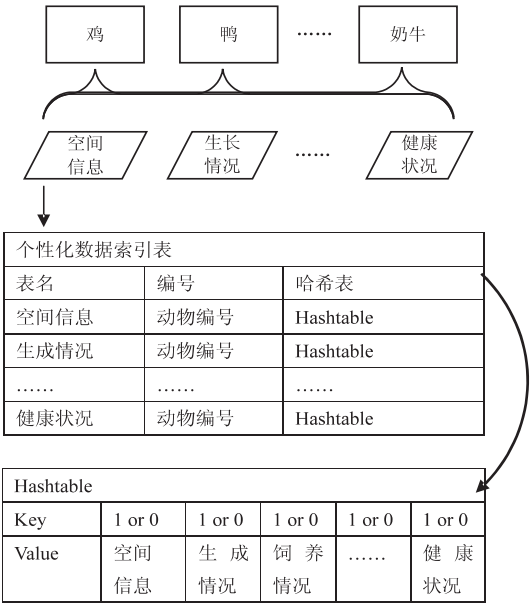 鸡 鸭 …… 奶牛
空间 生长 健康
信息 情况 …… 状况
个性化数据索引表
表名 编号 哈希表
空间信息 动物编号 Hashtable
生成情况 动物编号 Hashtable
…… …… ……
健康状况 动物编号 Hashtable
Hashtable
Key 1 or 0 1 or 0 1 or 0 1 or 0 1 or 0
Value 空间 生成 饲养 …… 健康
信息 情况 情况 状况